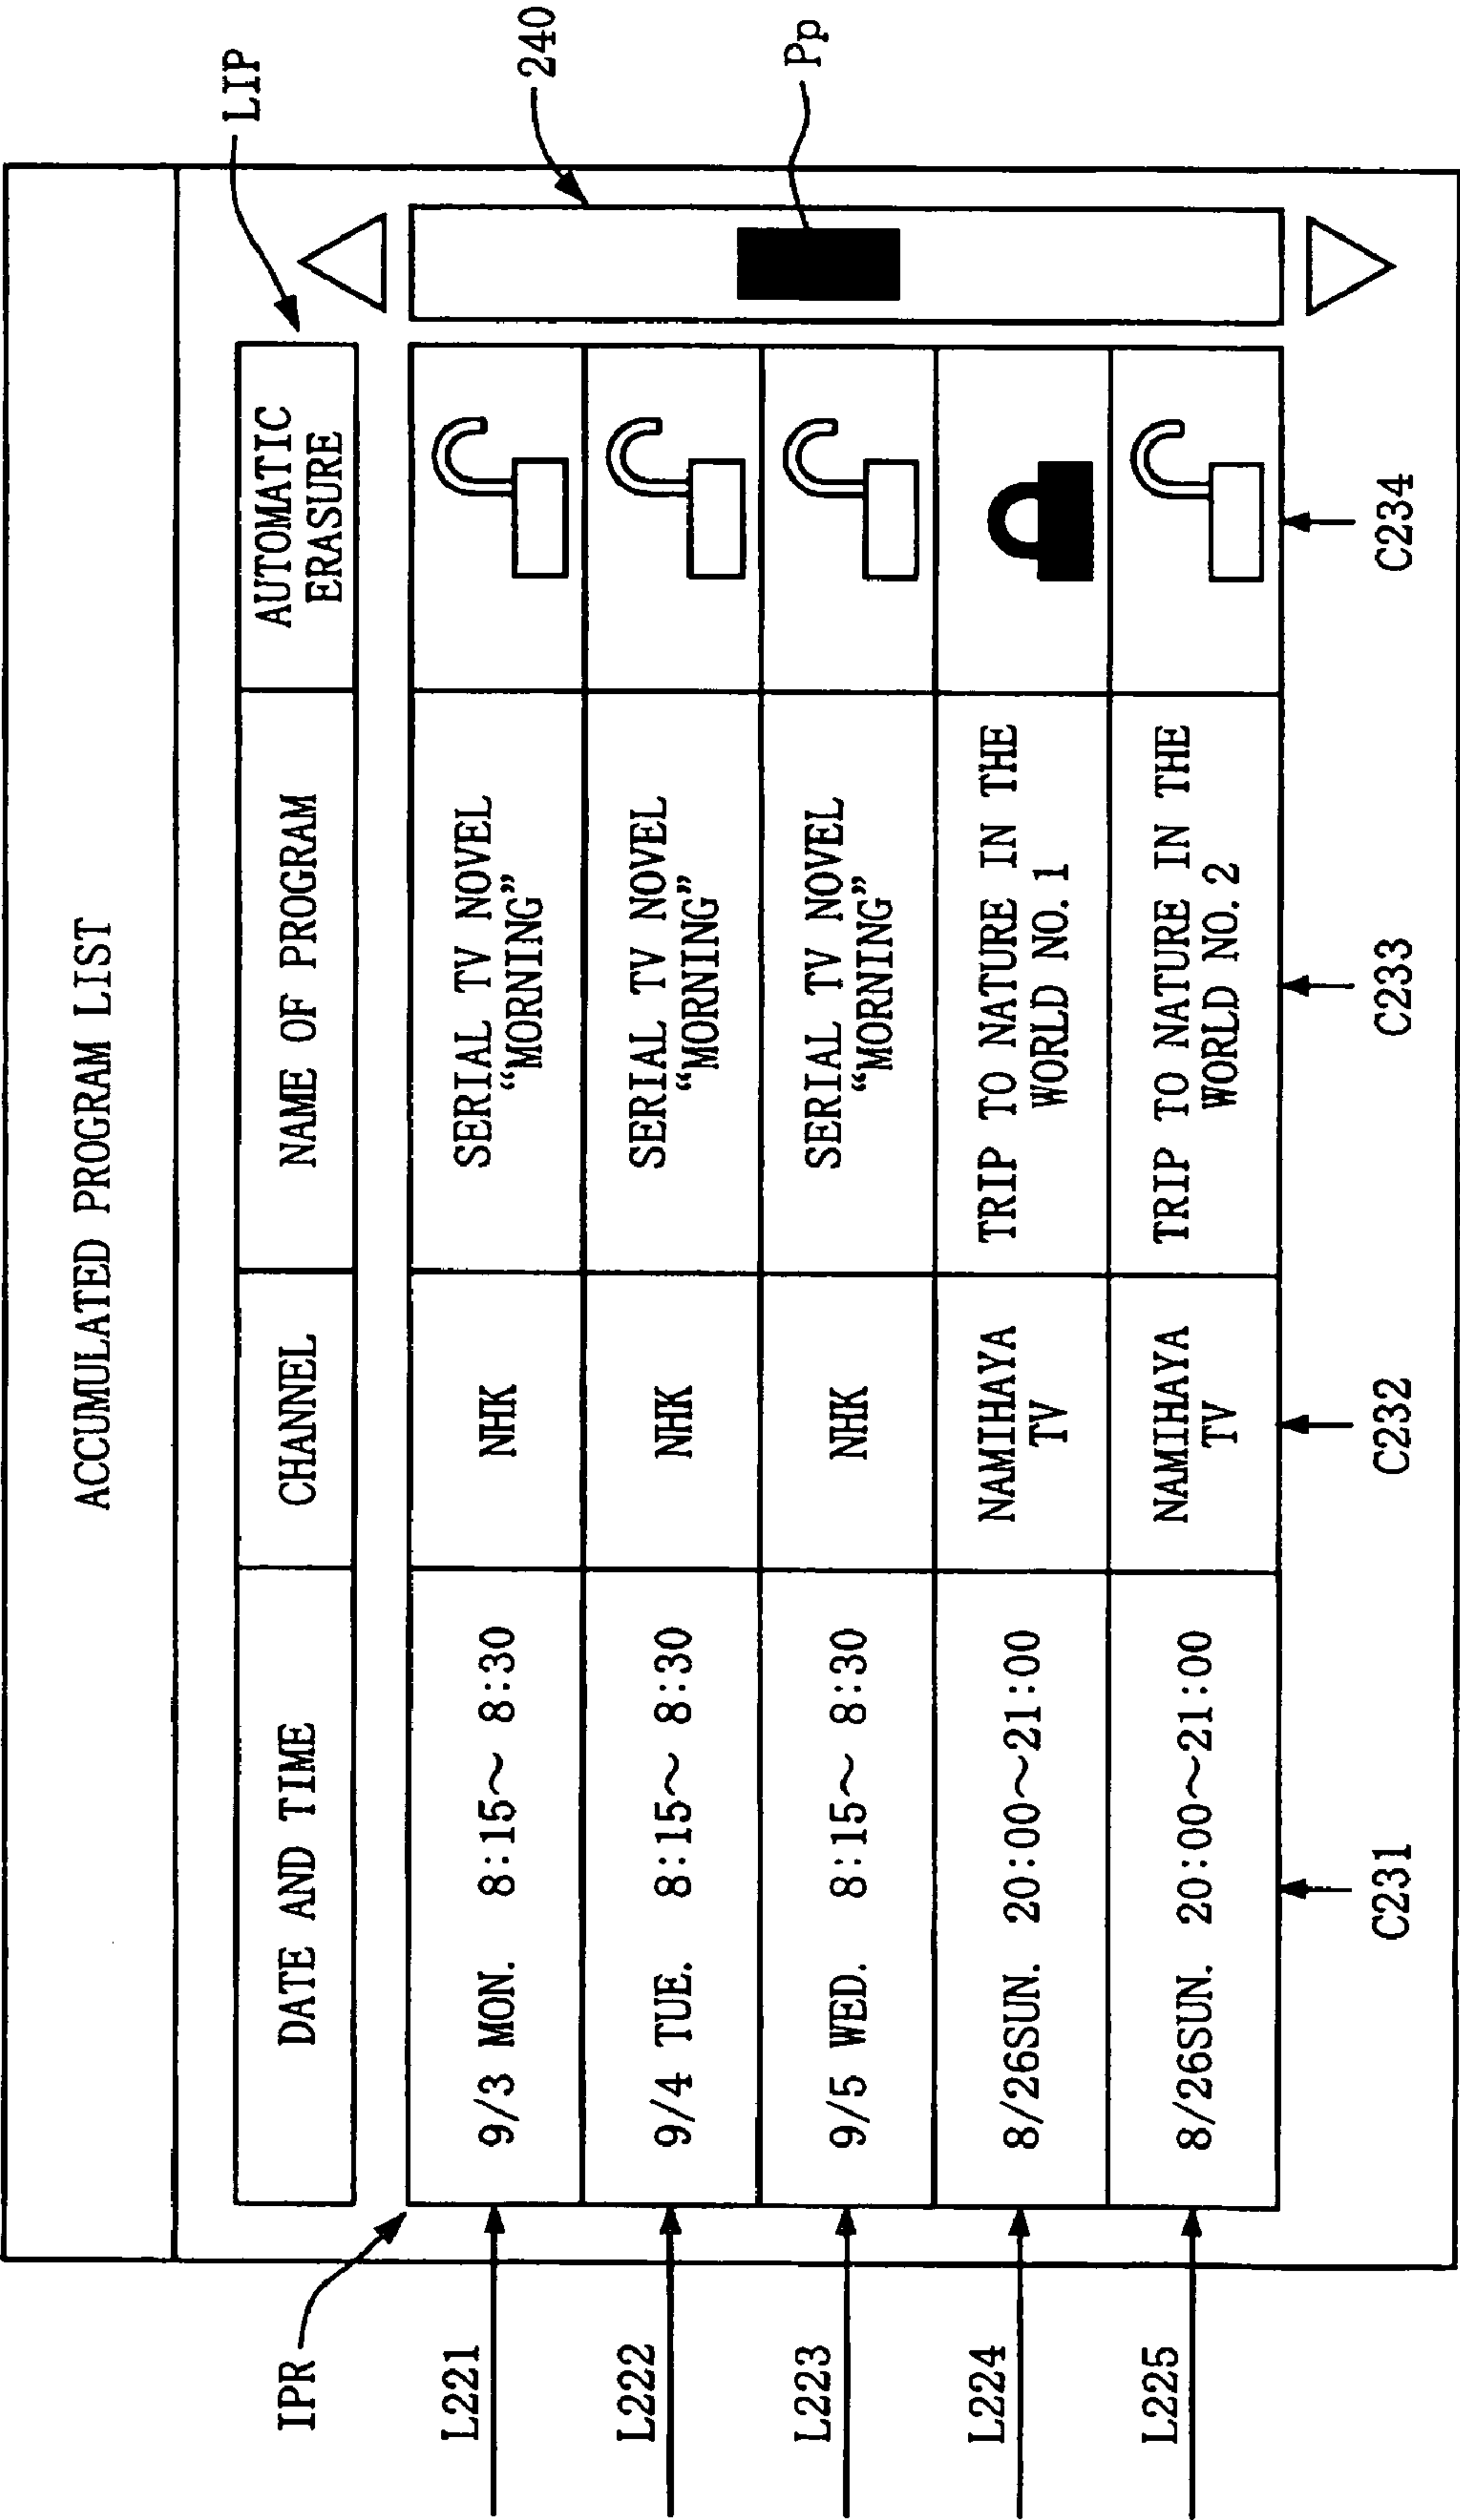 ACCUMULATED PROGRAM LIST
LIP
240
Pp
IPR
DATE AND TIME
CHANNEL
NAME OF PROGRAM
AUTOMATIC
ERASURE
L221
9/3 MON. 8:15～ 8:30
NHK
SERIAL TV NOVEL
“MORNING”
L222
9/4 TUE. 8:15～ 8:30
NHK
SERIAL TV NOVEL
“MORNING”
L223
9/5 WED. 8:15～ 8:30
NHK
SERIAL TV NOVEL
“MORNING”
L224
8/26SUN. 20:00～21:00
NAMIHAYA
TV
TRIP TO NATURE IN THE
WORLD NO. 1
L225
8/26SUN. 20:00～21:00
NAMIHAYA
TV
TRIP TO NATURE IN THE
WORLD NO. 2
C231
C232
C233
C234